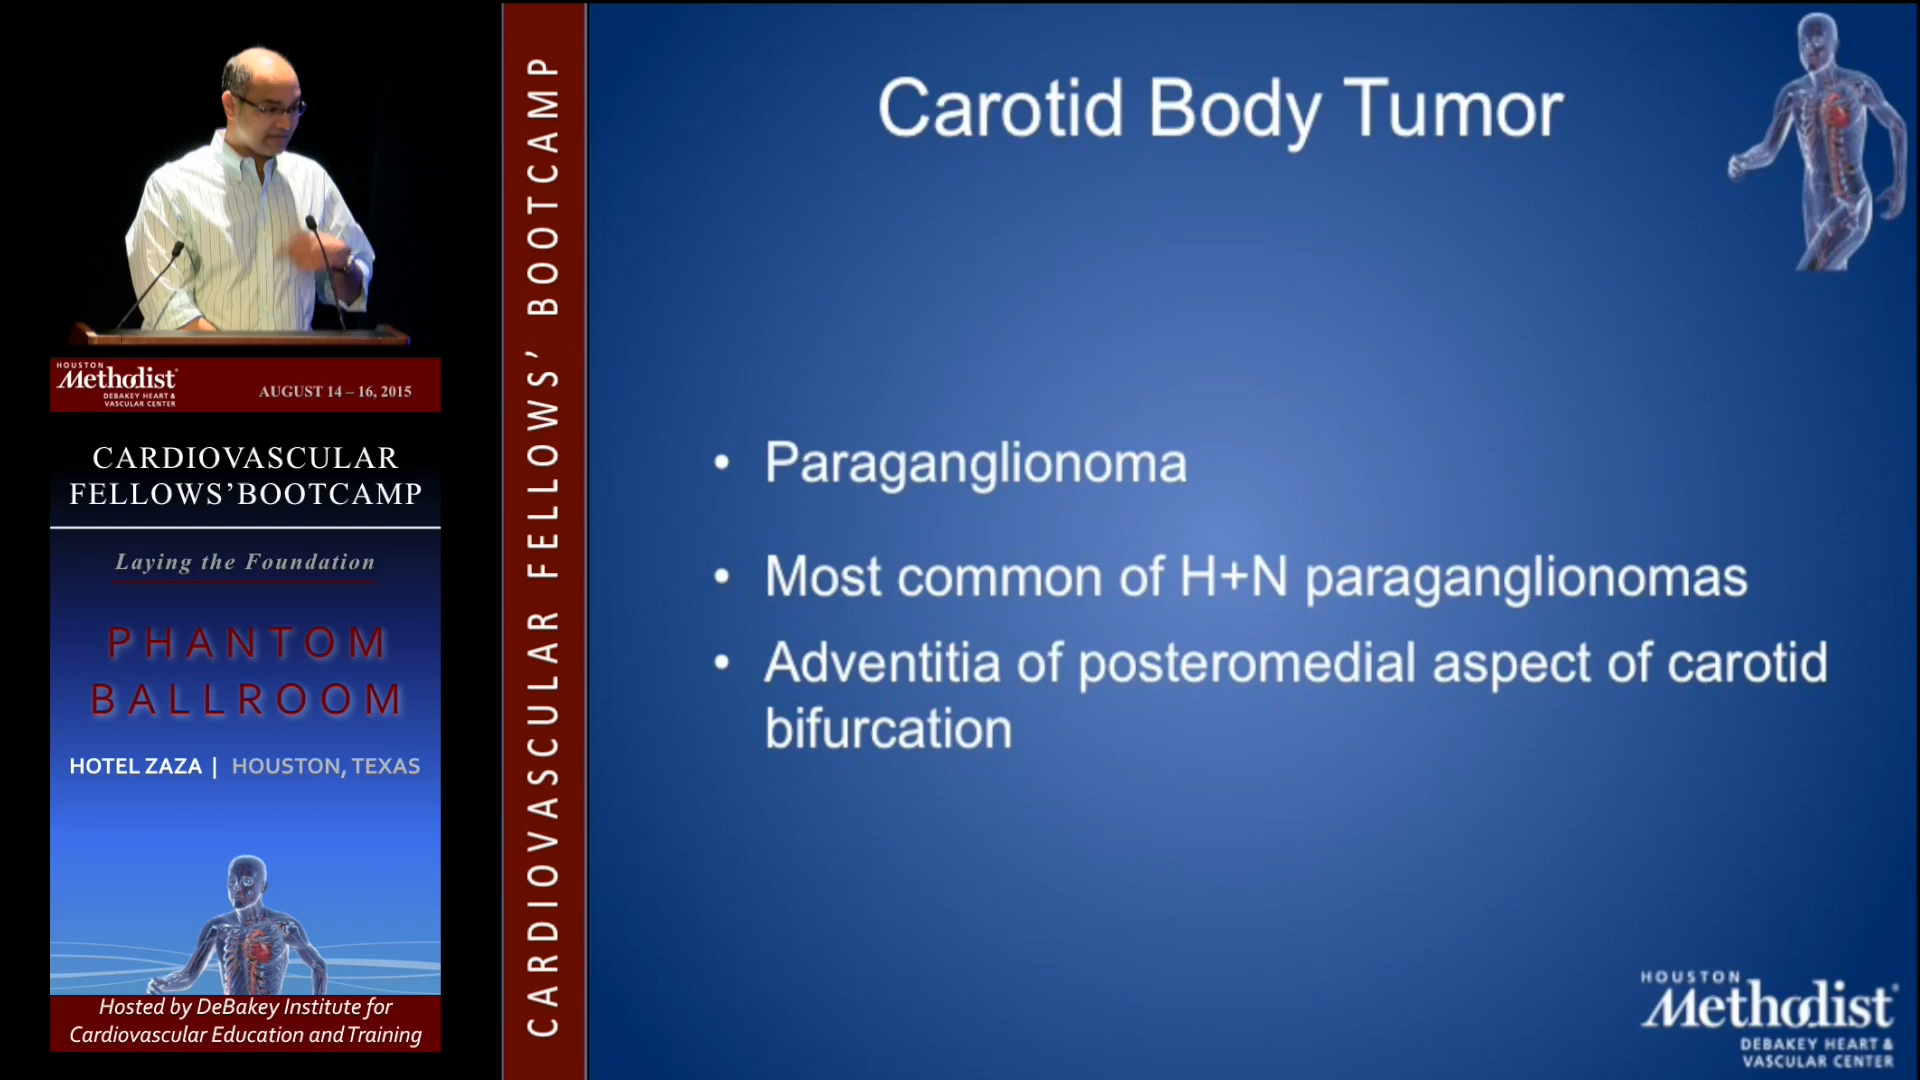 HOUSTON
Methodist
DEBAKEY HEART &
VASCULAR CENTER
AUGUST 14 – 16, 2015
CARDIOVASCULAR
FELLOWS’BOOTCAMP
Laying the Foundation
PHANTOM
BALLROOM
HOTEL ZAZA | HOUSTON, TEXAS
Hosted by DeBakey Institute for
Cardiovascular Education and Training
CARDIOVASCULAR FELLOWS’ BOOTCAMP
Carotid Body Tumor
• Paraganglionoma
• Most common of H+N paraganglionomas
• Adventitia of posteromedial aspect of carotid
bifurcation
HOUSTON
Methodist
DEBAKEY HEART &
VASCULAR CENTER